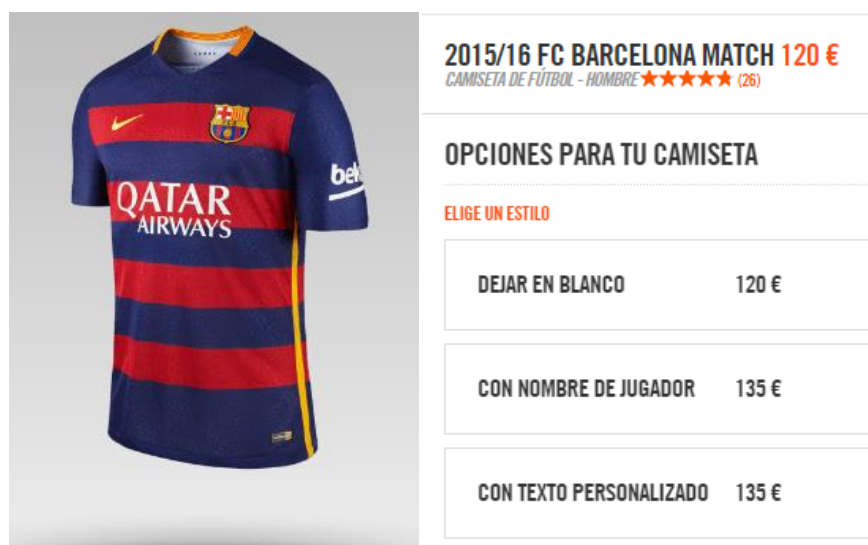 QATAR
AIRWAYS
2015/16 FC BARCELONA MATCH 120 €
CAMISETA DE FÚTBOL - HOMBRE ★★★★★ (26)
OPCIONES PARA TU CAMISETA
ELIGE UN ESTILO
DEJAR EN BLANCO 120 €
CON NOMBRE DE JUGADOR 135 €
CON TEXTO PERSONALIZADO 135 €